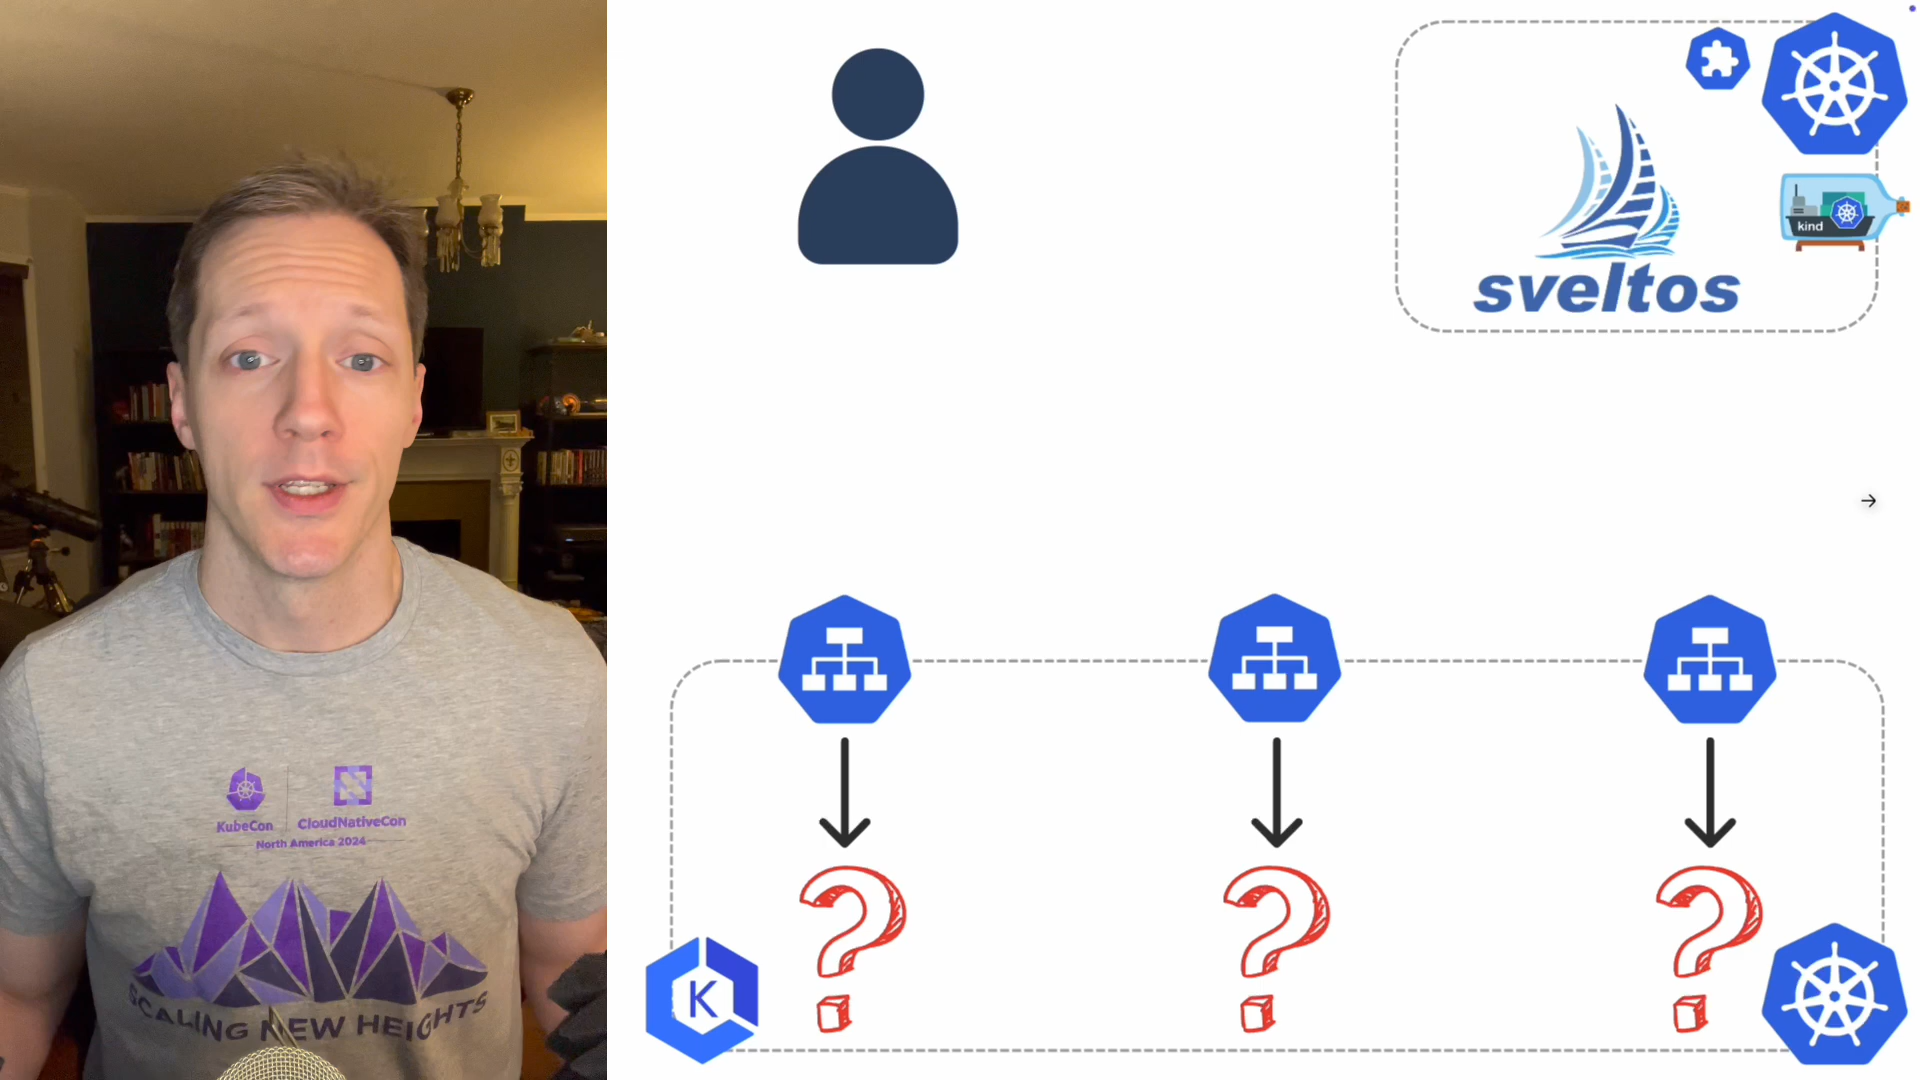 KubeCon
CloudNativeCon
North America 2024
SCALING NEW HEIGHTS
sveltos
kind
K
?
?
?